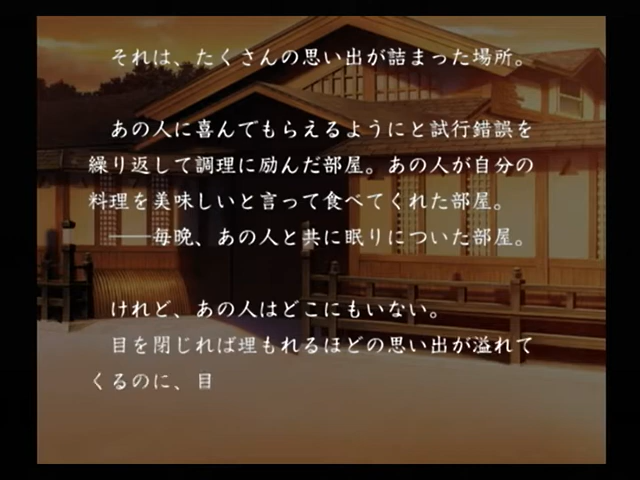 それは、たくさんの思い出が詰まった場所。
あの人に喜んでもらえるようにと試行錯誤を
繰り返して調理に励んだ部屋。あの人が自分の
料理を美味しいと言って食べてくれた部屋。
――毎晩、あの人と共に眠りについた部屋。
けれど、あの人はどこにもいない。
目を閉じれば埋もれるほどの思い出が溢れて
くるのに、目